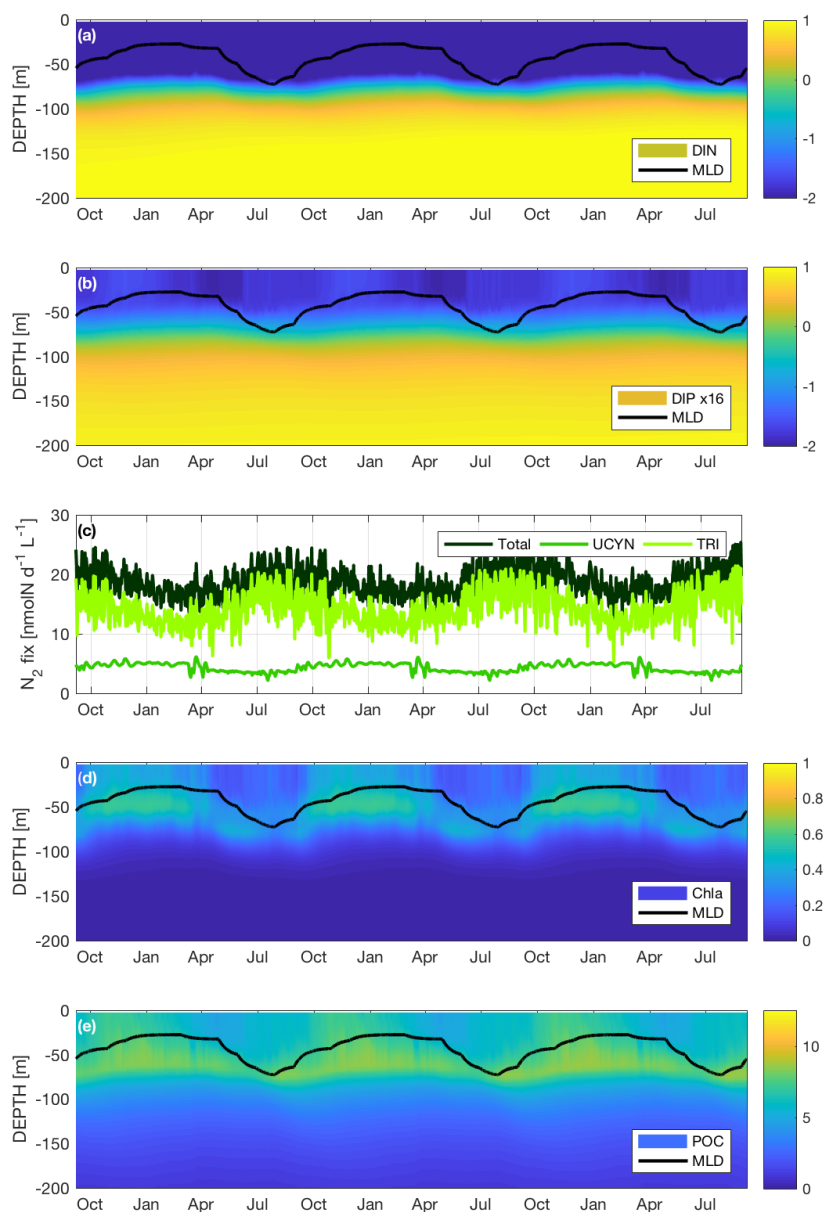 (a)
DEPTH [m]
0
-50
-100
-150
-200
Oct Jan Apr Jul Oct Jan Apr Jul Oct Jan Apr Jul
DIN
MLD
1
0
-1
-2
(b)
DEPTH [m]
0
-50
-100
-150
-200
Oct Jan Apr Jul Oct Jan Apr Jul Oct Jan Apr Jul
DIP x16
MLD
1
0
-1
-2
(c)
N2 fix [nmolN d-1 L-1]
30
20
10
0
Total UCYN TRI
Oct Jan Apr Jul Oct Jan Apr Jul Oct Jan Apr Jul
(d)
DEPTH [m]
0
-50
-100
-150
-200
Oct Jan Apr Jul Oct Jan Apr Jul Oct Jan Apr Jul
Chla
MLD
1
0.8
0.6
0.4
0.2
0
(e)
DEPTH [m]
0
-50
-100
-150
-200
Oct Jan Apr Jul Oct Jan Apr Jul Oct Jan Apr Jul
POC
MLD
10
5
0